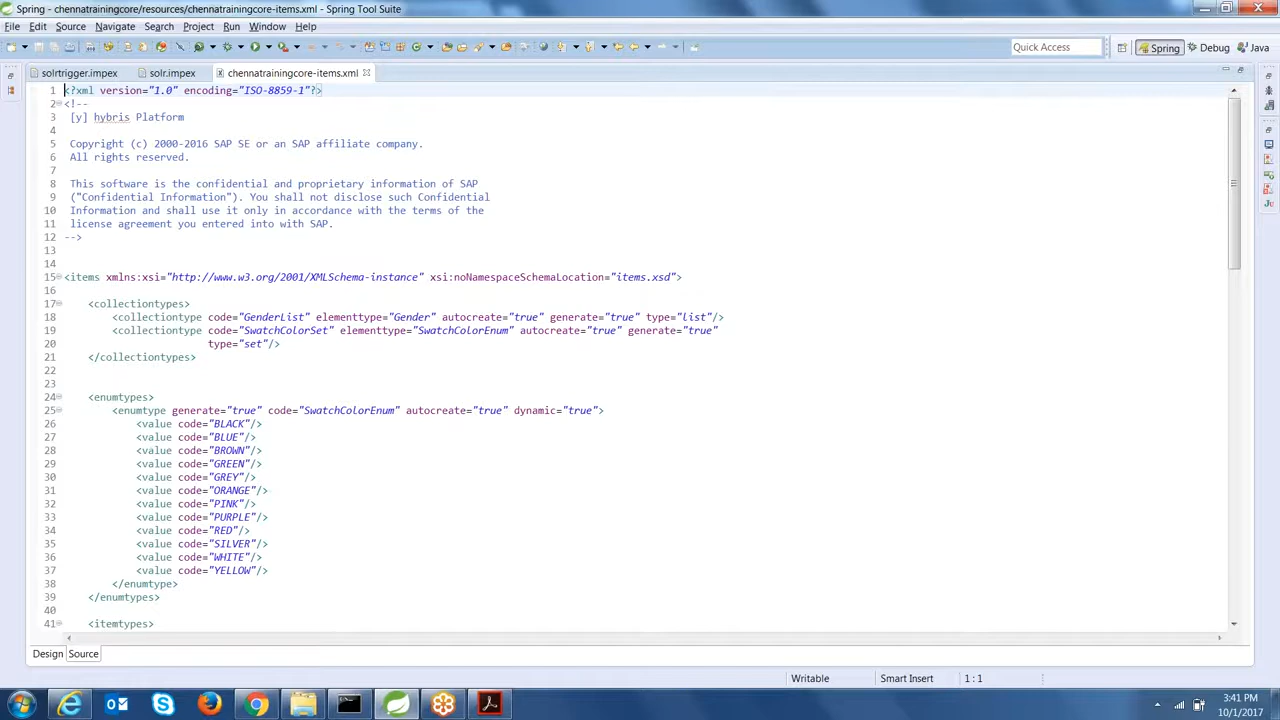 Spring - chennatrainingcore/resources/chennatrainingcore-items.xml - Spring Tool Suite
File Edit Source Navigate Search Project Run Window Help
Quick Access Spring Debug Java
solrtrigger.impex solr.impex chennatrainingcore-items.xml
1 <?xml version="1.0" encoding="ISO-8859-1"?>
2 <!--
3 [y] hybris Platform
4
5 Copyright (c) 2000-2016 SAP SE or an SAP affiliate company.
6 All rights reserved.
7
8 This software is the confidential and proprietary information of SAP
9 ("Confidential Information"). You shall not disclose such Confidential
10 Information and shall use it only in accordance with the terms of the
11 license agreement you entered into with SAP.
12 -->
13
14
15 <items xmlns:xsi="http://www.w3.org/2001/XMLSchema-instance" xsi:noNamespaceSchemaLocation="items.xsd">
16
17 <collectiontypes>
18 <collectiontype code="GenderList" elementtype="Gender" autocreate="true" generate="true" type="list"/>
19 <collectiontype code="SwatchColorSet" elementtype="SwatchColorEnum" autocreate="true" generate="true"
20 type="set"/>
21 </collectiontypes>
22
23
24 <enumtypes>
25 <enumtype generate="true" code="SwatchColorEnum" autocreate="true" dynamic="true">
26 <value code="BLACK"/>
27 <value code="BLUE"/>
28 <value code="BROWN"/>
29 <value code="GREEN"/>
30 <value code="GREY"/>
31 <value code="ORANGE"/>
32 <value code="PINK"/>
33 <value code="PURPLE"/>
34 <value code="RED"/>
35 <value code="SILVER"/>
36 <value code="WHITE"/>
37 <value code="YELLOW"/>
38 </enumtype>
39 </enumtypes>
40
41 <itemtypes>
Design Source
Writable Smart Insert 1 : 1
3:41 PM
10/1/2017